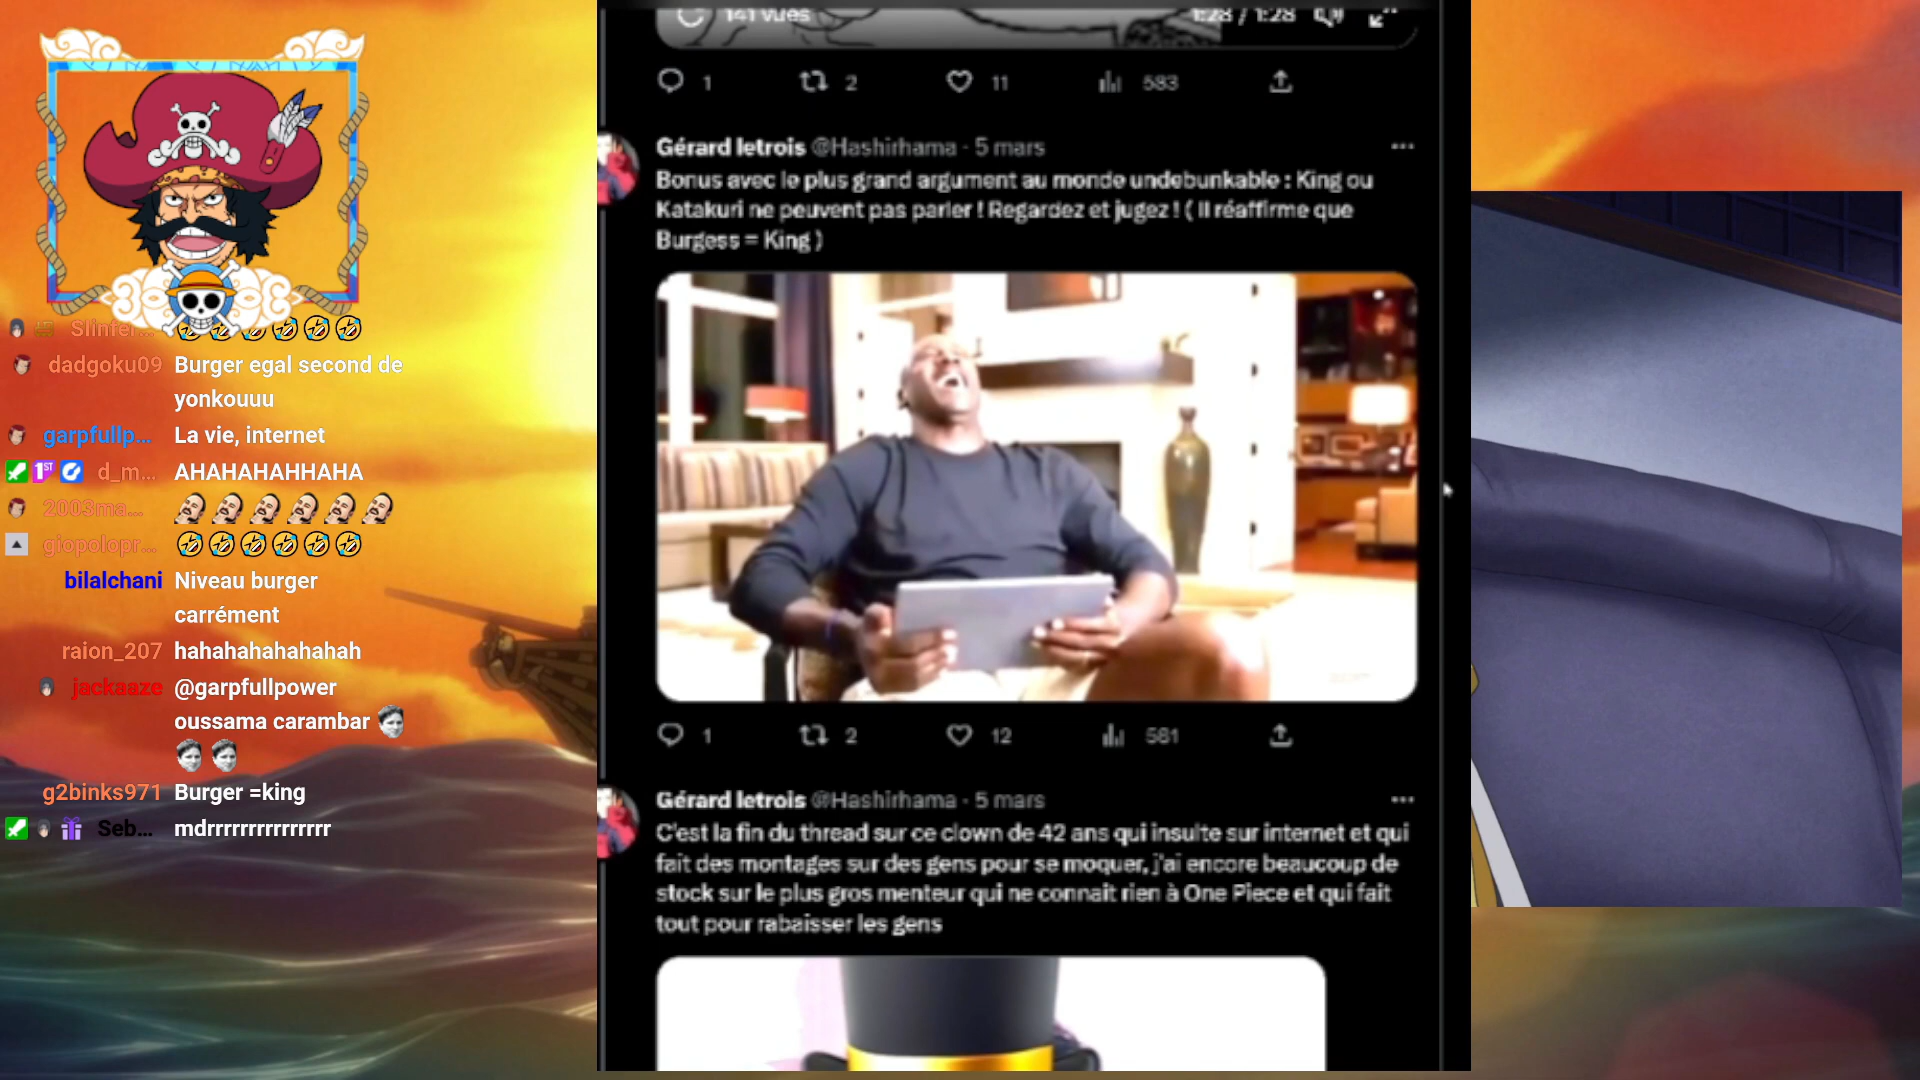 141 vues
1:28 / 1:28
1
2
11
583
Gérard letrois @Hashirhama · 5 mars
Bonus avec le plus grand argument au monde undebunkable : King ou
Katakuri ne peuvent pas parler ! Regardez et jugez ! ( Il réaffirme que
Burgess = King )
1
2
12
581
Gérard letrois @Hashirhama · 5 mars
C'est la fin du thread sur ce clown de 42 ans qui insulte sur internet et qui
fait des montages sur des gens pour se moquer, j'ai encore beaucoup de
stock sur le plus gros menteur qui ne connait rien à One Piece et qui fait
tout pour rabaisser les gens
Slinfer...
dadgoku09 Burger egal second de
yonkouuu
garpfullp... La vie, internet
1ST d_m... AHAHAHAHHAHA
2003ma...
giopolopr...
bilalchani Niveau burger
carrément
raion_207 hahahahahahahah
jackaaze @garpfullpower
oussama carambar
g2binks971 Burger =king
Seb... mdrrrrrrrrrrrrrrr